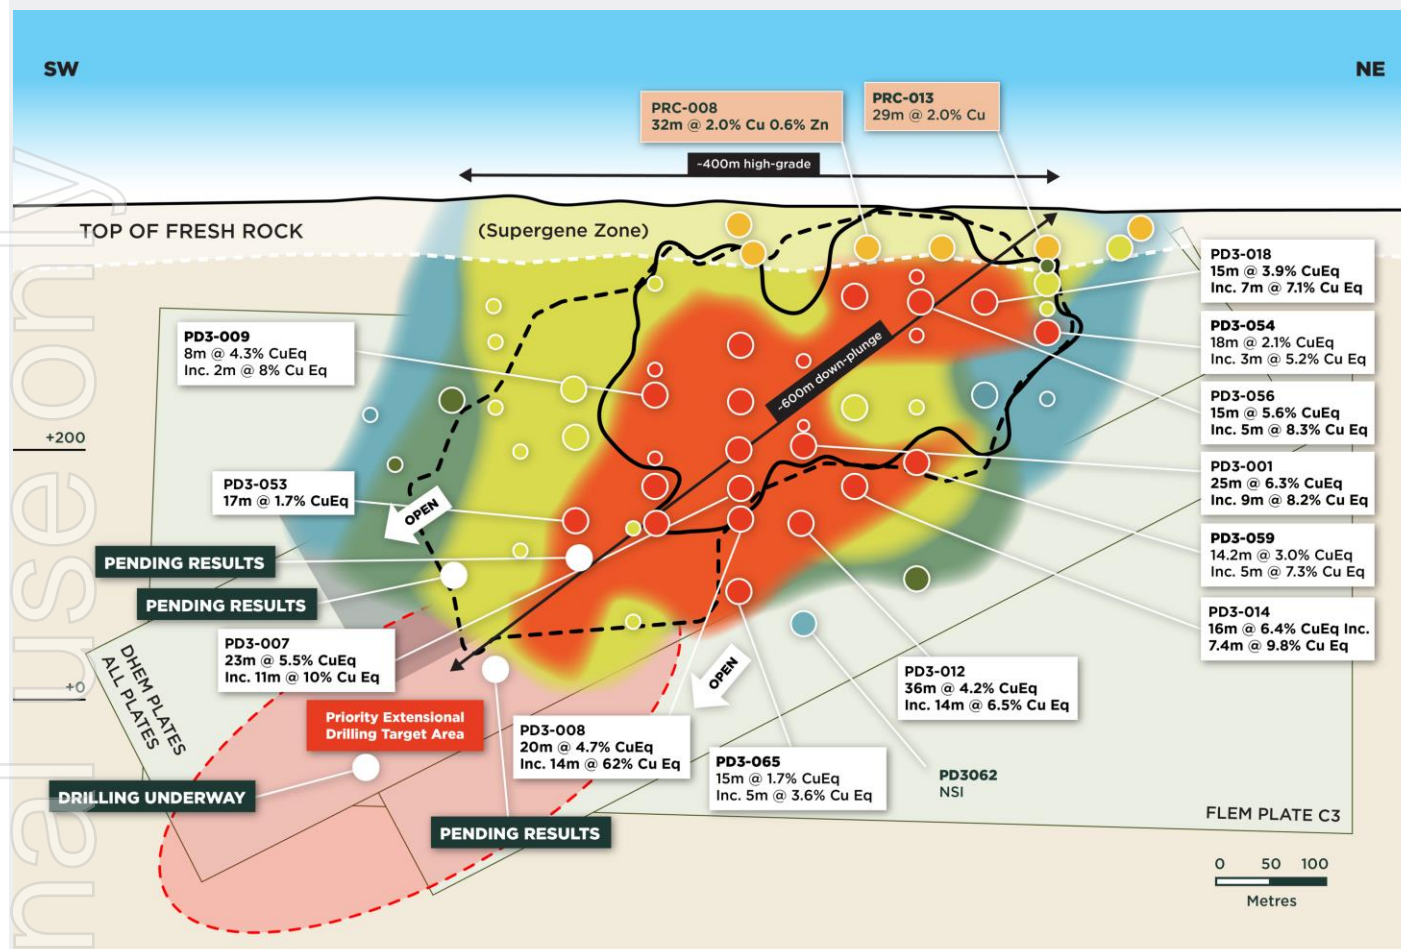 SW
NE
PRC-008
32m @ 2.0% Cu 0.6% Zn
PRC-013
29m @ 2.0% Cu
~400m high-grade
TOP OF FRESH ROCK
(Supergene Zone)
PD3-018
15m @ 3.9% CuEq
Inc. 7m @ 7.1% Cu Eq
PD3-009
8m @ 4.3% CuEq
Inc. 2m @ 8% Cu Eq
PD3-054
18m @ 2.1% CuEq
Inc. 3m @ 5.2% Cu Eq
~600m down-plunge
PD3-056
15m @ 5.6% CuEq
Inc. 5m @ 8.3% Cu Eq
+200
PD3-001
25m @ 6.3% CuEq
Inc. 9m @ 8.2% Cu Eq
PD3-053
17m @ 1.7% CuEq
OPEN
PD3-059
14.2m @ 3.0% CuEq
Inc. 5m @ 7.3% Cu Eq
PENDING RESULTS
PENDING RESULTS
PD3-014
16m @ 6.4% CuEq Inc.
7.4m @ 9.8% Cu Eq
PD3-007
23m @ 5.5% CuEq
Inc. 11m @ 10% Cu Eq
DHEM PLATES
ALL PLATES
+0
OPEN
PD3-012
36m @ 4.2% CuEq
Inc. 14m @ 6.5% Cu Eq
Priority Extensional
Drilling Target Area
PD3-008
20m @ 4.7% CuEq
Inc. 14m @ 62% Cu Eq
PD3-065
15m @ 1.7% CuEq
Inc. 5m @ 3.6% Cu Eq
PD3062
NSI
DRILLING UNDERWAY
PENDING RESULTS
FLEM PLATE C3
0 50 100
Metres
nal use only